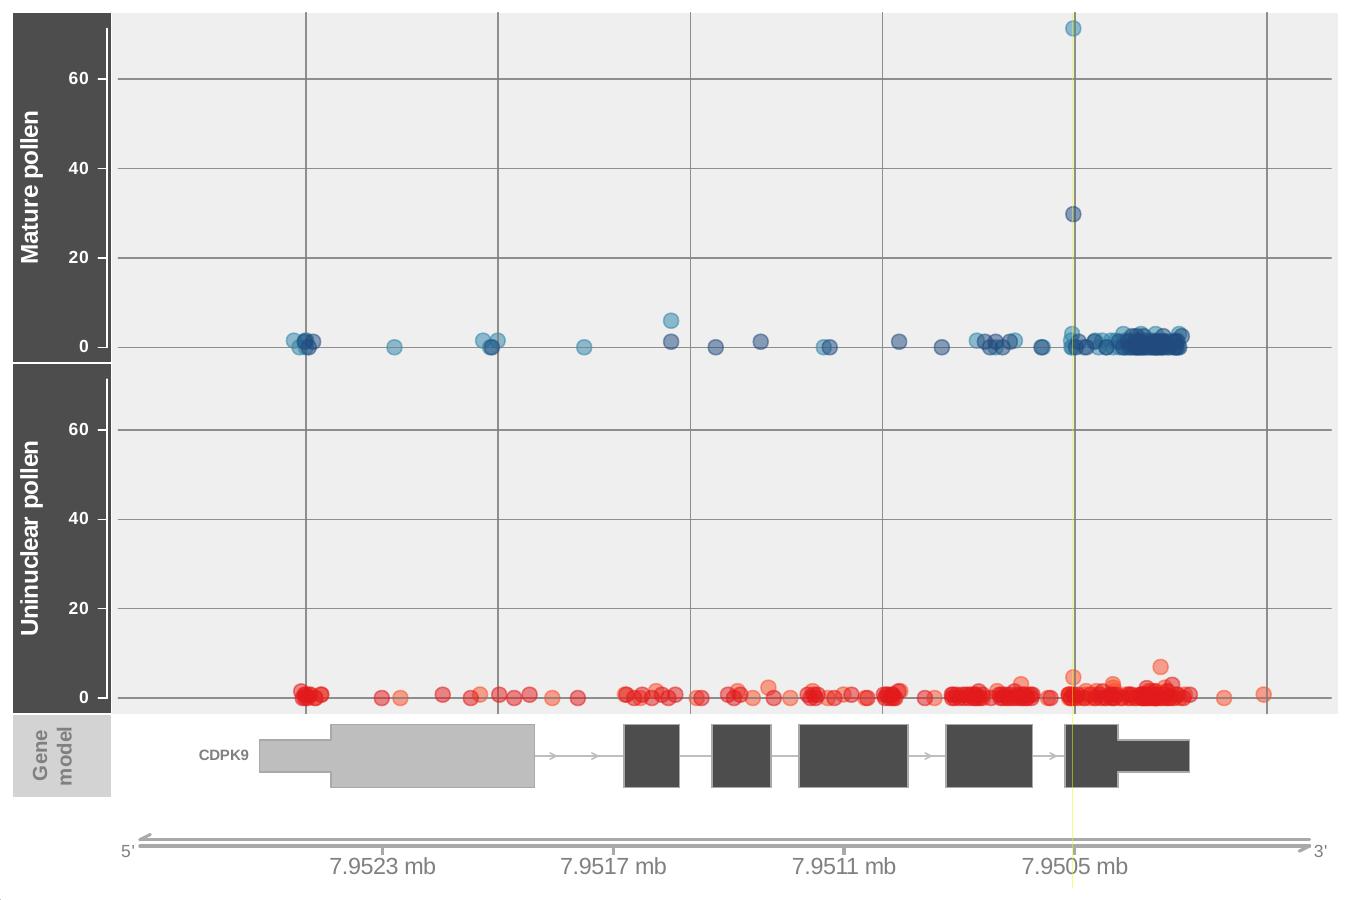 Mature pollen
60
40
20
0
Uninuclear pollen
60
40
20
0
Gene
model
CDPK9
5'
3'
7.9523 mb
7.9517 mb
7.9511 mb
7.9505 mb